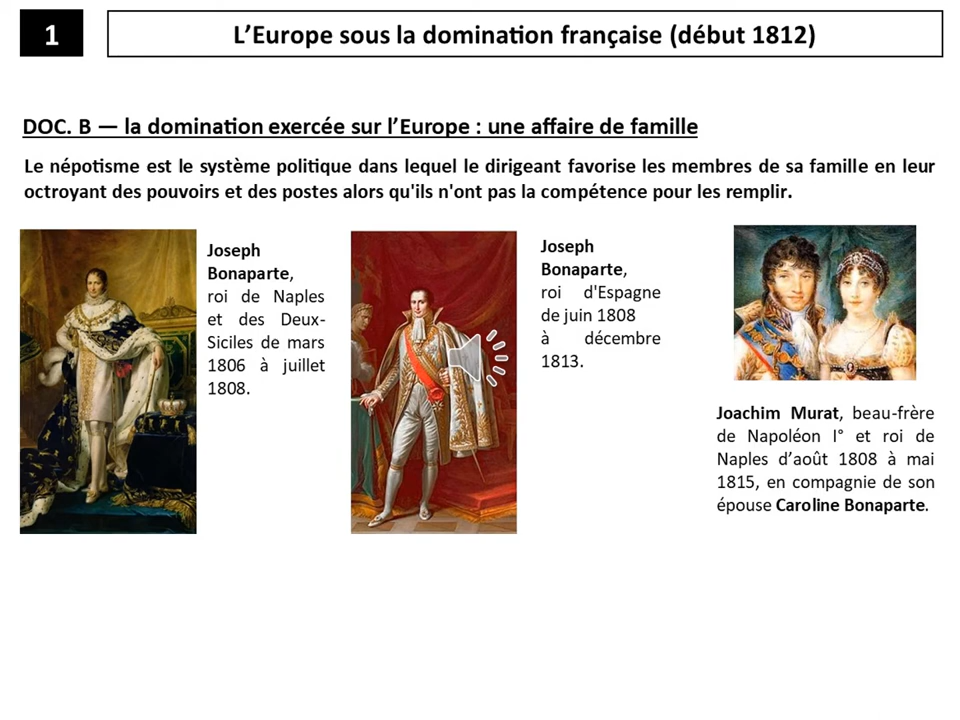 1
L’Europe sous la domination française (début 1812)
DOC. B — la domination exercée sur l’Europe : une affaire de famille
Le népotisme est le système politique dans lequel le dirigeant favorise les membres de sa famille en leur
octroyant des pouvoirs et des postes alors qu'ils n'ont pas la compétence pour les remplir.
Joseph
Bonaparte,
roi de Naples
et des Deux-
Siciles de mars
1806 à juillet
1808.
Joseph
Bonaparte,
roi d'Espagne
de juin 1808
à décembre
1813.
Joachim Murat, beau-frère
de Napoléon I° et roi de
Naples d’août 1808 à mai
1815, en compagnie de son
épouse Caroline Bonaparte.